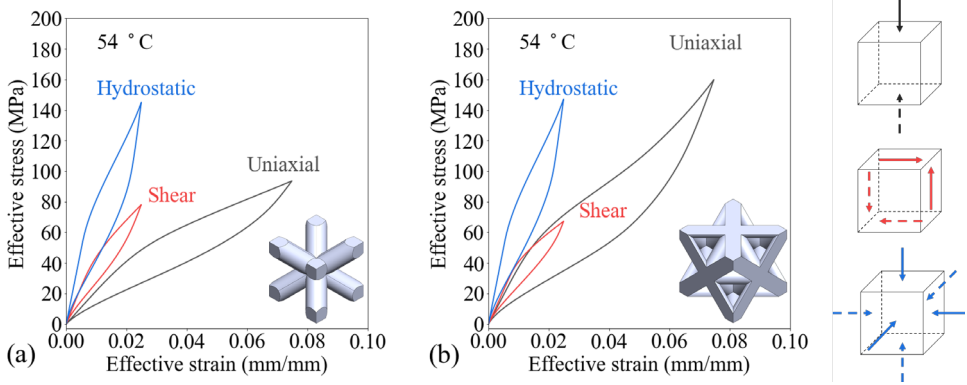 200
180
160
140
120
100
80
60
40
20
0
Effective stress (MPa)
54 °C
Hydrostatic
Shear
Uniaxial
0.00 0.02 0.04 0.06 0.08 0.10
Effective strain (mm/mm)
(a)
200
180
160
140
120
100
80
60
40
20
0
Effective stress (MPa)
54 °C
Uniaxial
Hydrostatic
Shear
0.00 0.02 0.04 0.06 0.08 0.10
Effective strain (mm/mm)
(b)